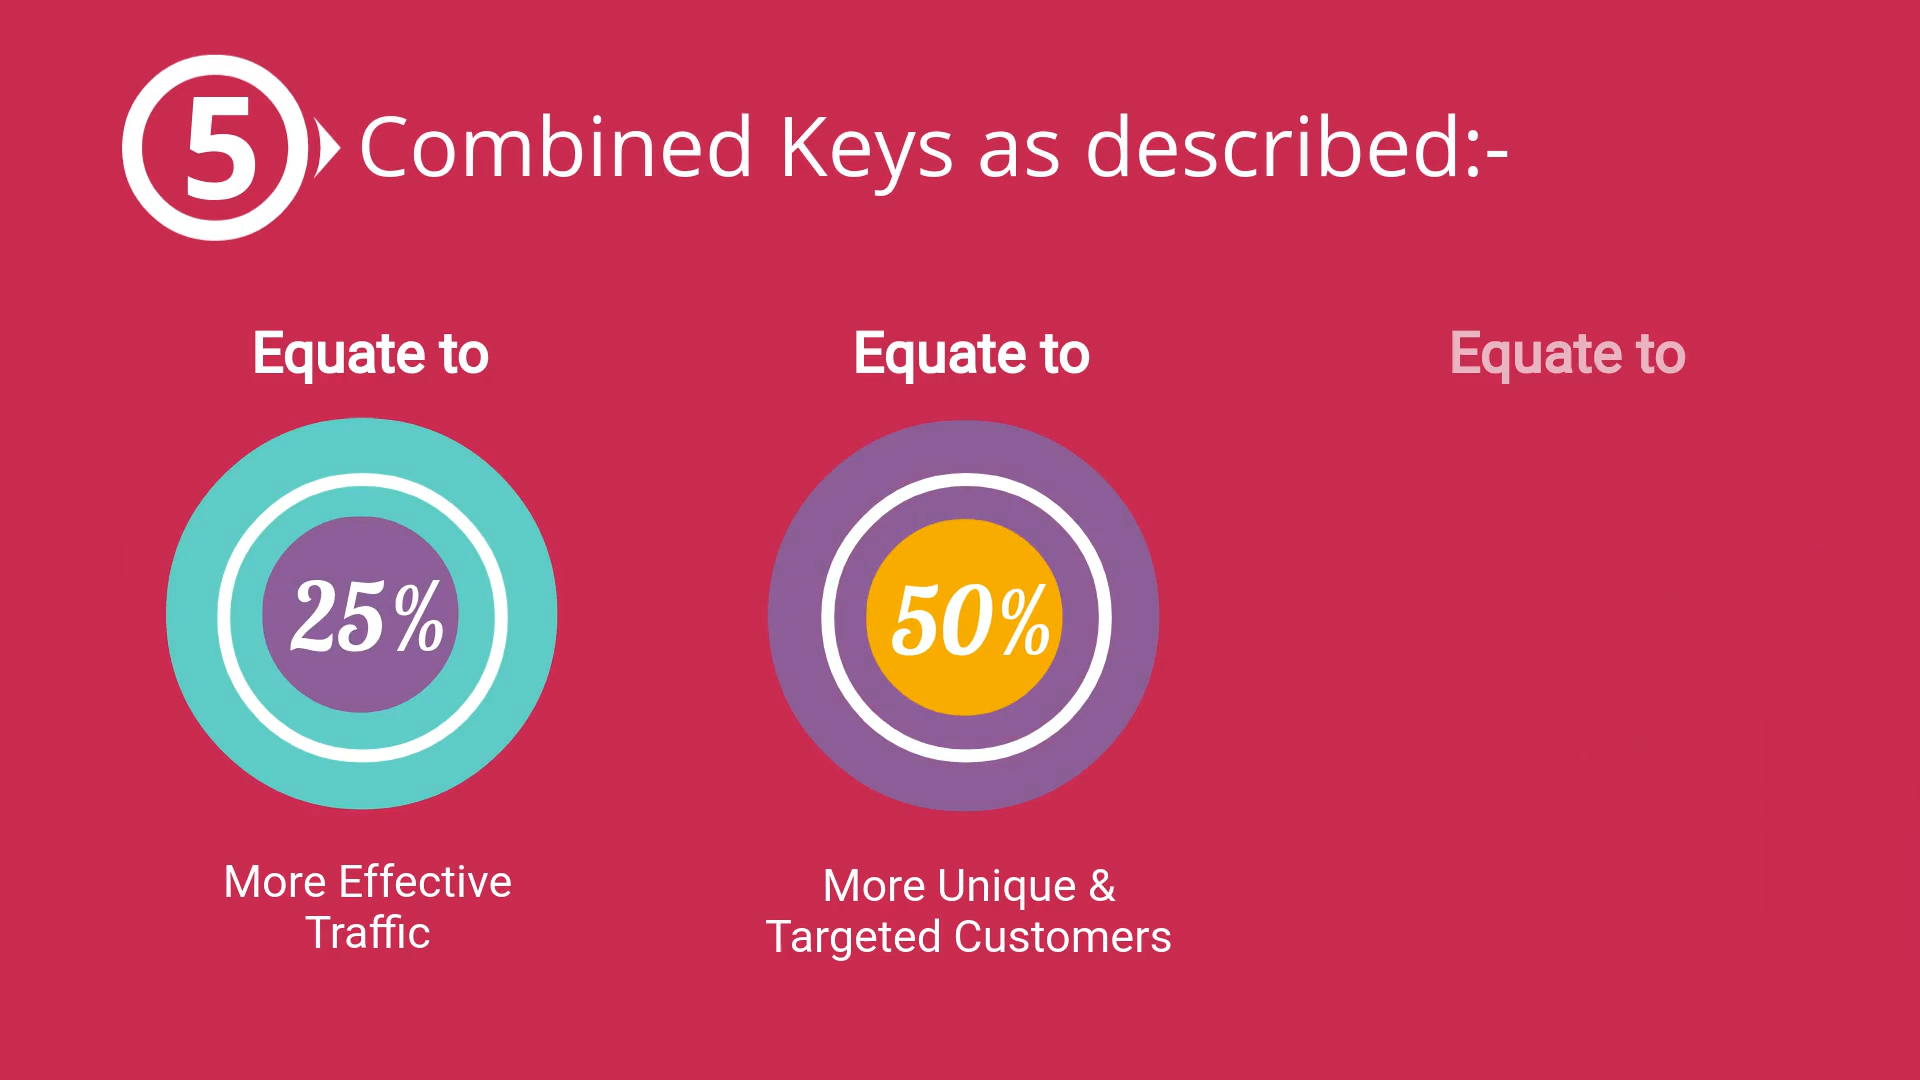 5 Combined Keys as described:-
Equate to
25%
More Effective
Traffic
Equate to
50%
More Unique &
Targeted Customers
Equate to